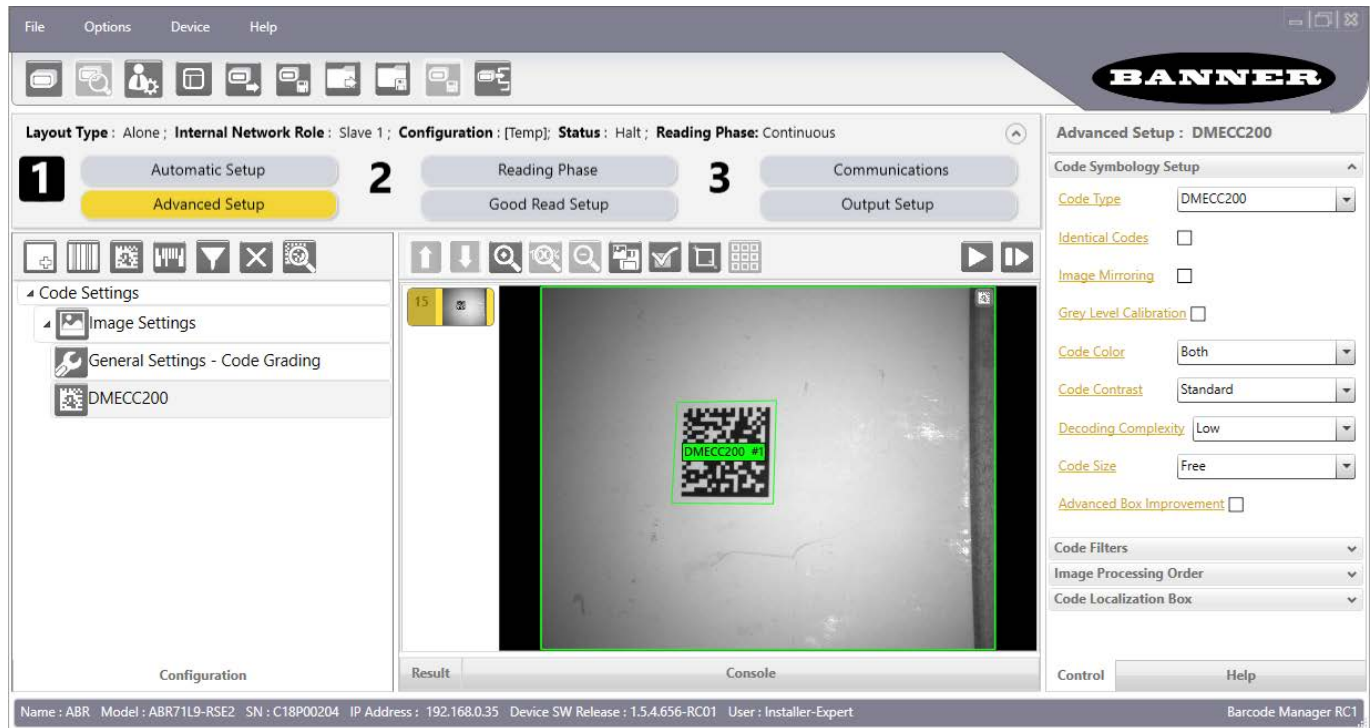 File Options Device Help
BANNER
Layout Type : Alone ; Internal Network Role : Slave 1 ; Configuration : [Temp]; Status : Halt ; Reading Phase: Continuous
1 Automatic Setup 2 Reading Phase 3 Communications
Advanced Setup Good Read Setup Output Setup
Code Settings
Image Settings
General Settings - Code Grading
DMECC200
Configuration
100%
15
DMECC200 #1
Result Console
Advanced Setup : DMECC200
Code Symbology Setup
Code Type DMECC200
Identical Codes
Image Mirroring
Grey Level Calibration
Code Color Both
Code Contrast Standard
Decoding Complexity Low
Code Size Free
Advanced Box Improvement
Code Filters
Image Processing Order
Code Localization Box
Control Help
Name : ABR Model : ABR71L9-RSE2 SN : C18P00204 IP Address : 192.168.0.35 Device SW Release : 1.5.4.656-RC01 User : Installer-Expert Barcode Manager RC1